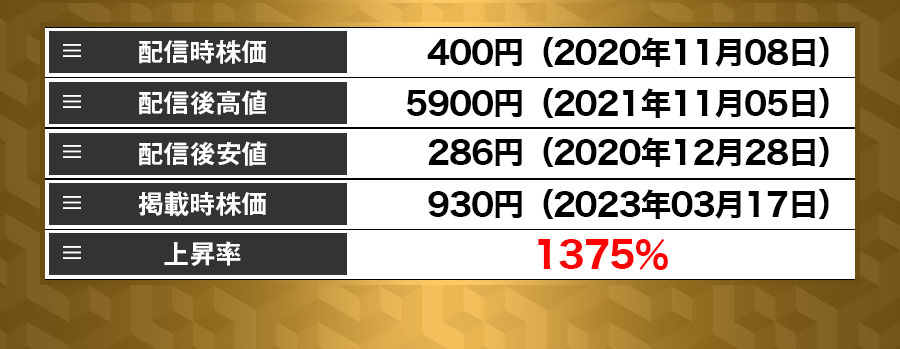 配信時株価 400円（2020年11月08日）
配信後高値 5900円（2021年11月05日）
配信後安値 286円（2020年12月28日）
掲載時株価 930円（2023年03月17日）
上昇率 1375%